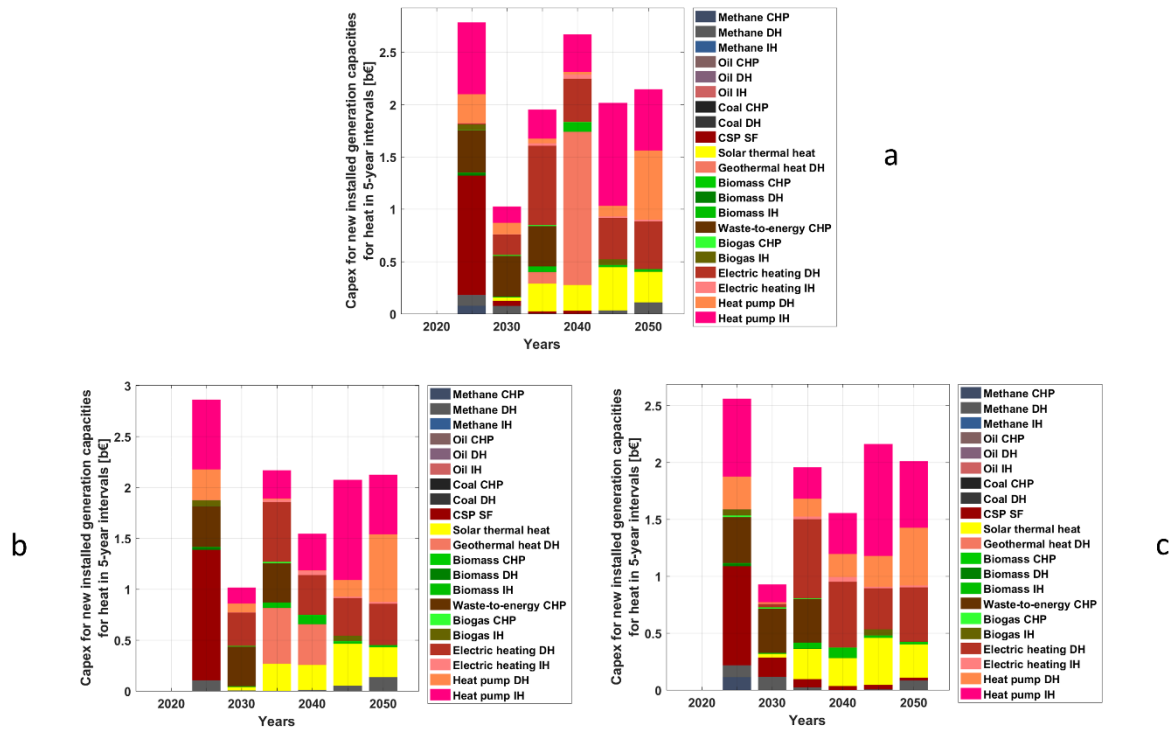 Capex for new installed generation capacities
for heat in 5-year intervals [b€]
2.5
2
1.5
1
0.5
0
2020
2030
2040
2050
Years
Methane CHP
Methane DH
Methane IH
Oil CHP
Oil DH
Oil IH
Coal CHP
Coal DH
CSP SF
Solar thermal heat
Geothermal heat DH
Biomass CHP
Biomass DH
Biomass IH
Waste-to-energy CHP
Biogas CHP
Biogas IH
Electric heating DH
Electric heating IH
Heat pump DH
Heat pump IH
a
b
Capex for new installed generation capacities
for heat in 5-year intervals [b€]
3
2.5
2
1.5
1
0.5
0
2020
2030
2040
2050
Years
Methane CHP
Methane DH
Methane IH
Oil CHP
Oil DH
Oil IH
Coal CHP
Coal DH
CSP SF
Solar thermal heat
Geothermal heat DH
Biomass CHP
Biomass DH
Biomass IH
Waste-to-energy CHP
Biogas CHP
Biogas IH
Electric heating DH
Electric heating IH
Heat pump DH
Heat pump IH
Capex for new installed generation capacities
for heat in 5-year intervals [b€]
2.5
2
1.5
1
0.5
0
2020
2030
2040
2050
Years
Methane CHP
Methane DH
Methane IH
Oil CHP
Oil DH
Oil IH
Coal CHP
Coal DH
CSP SF
Solar thermal heat
Geothermal heat DH
Biomass CHP
Biomass DH
Biomass IH
Waste-to-energy CHP
Biogas CHP
Biogas IH
Electric heating DH
Electric heating IH
Heat pump DH
Heat pump IH
c